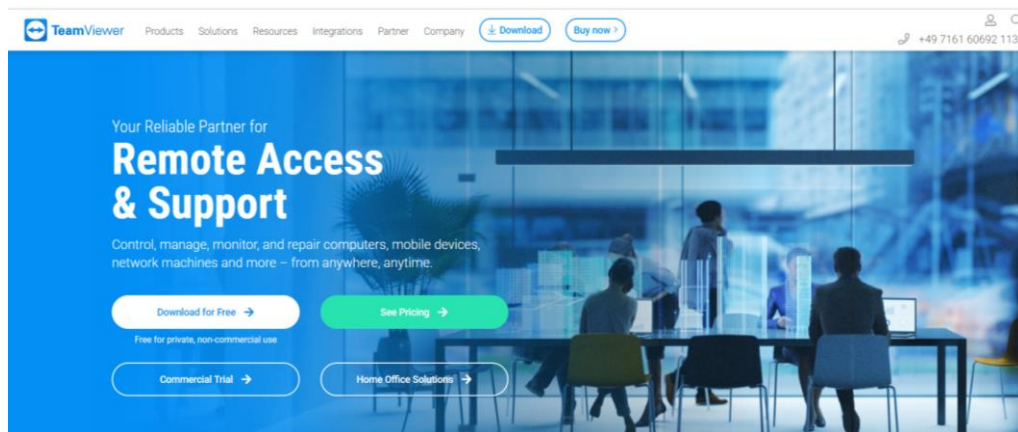 TeamViewer Products Solutions Resources Integrations Partner Company Download Buy now >
+49 7161 60692 113
Your Reliable Partner for
Remote Access
& Support
Control, manage, monitor, and repair computers, mobile devices,
network machines and more – from anywhere, anytime.
Download for Free → See Pricing →
Free for private, non-commercial use
Commercial Trial → Home Office Solutions →